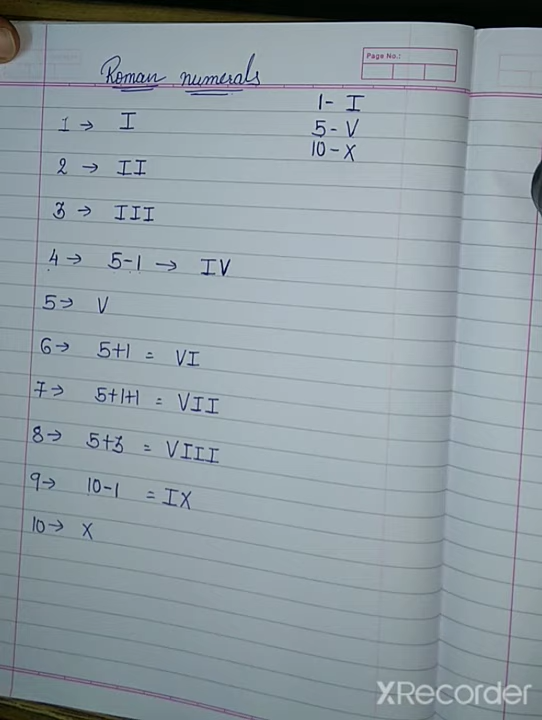 Page No.:
Roman numerals
1 - I
5 - V
10 - X
1 → I
2 → II
3 → III
4 → 5-1 → IV
5 → V
6 → 5+1 = VI
7 → 5+1+1 = VII
8 → 5+3 = VIII
9 → 10-1 = IX
10 → X
XRecorder